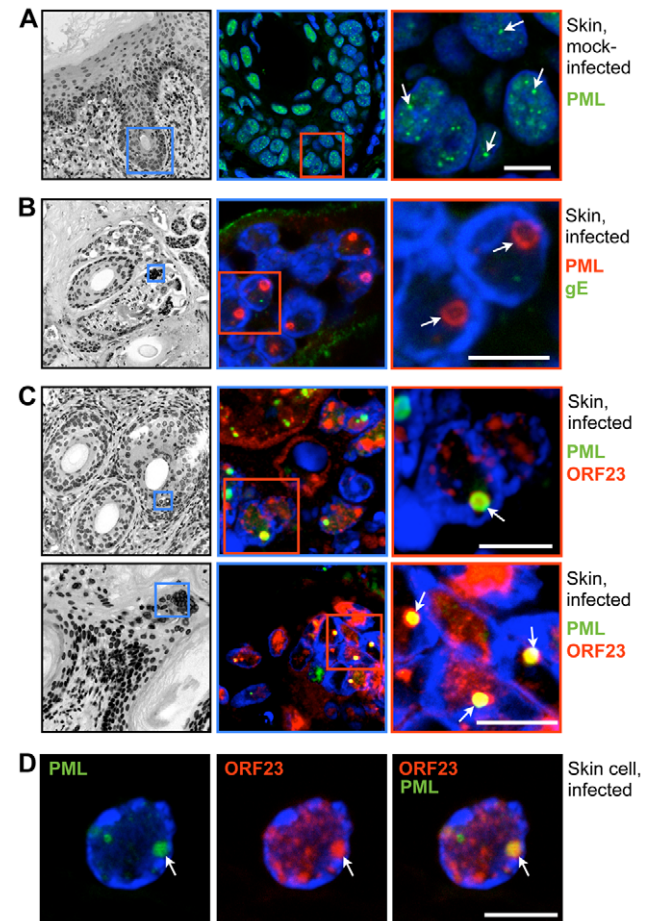 A
Skin,
mock-
infected
PML
B
Skin,
infected
PML
gE
C
Skin,
infected
PML
ORF23
Skin,
infected
PML
ORF23
D
PML
ORF23
ORF23
PML
Skin cell,
infected